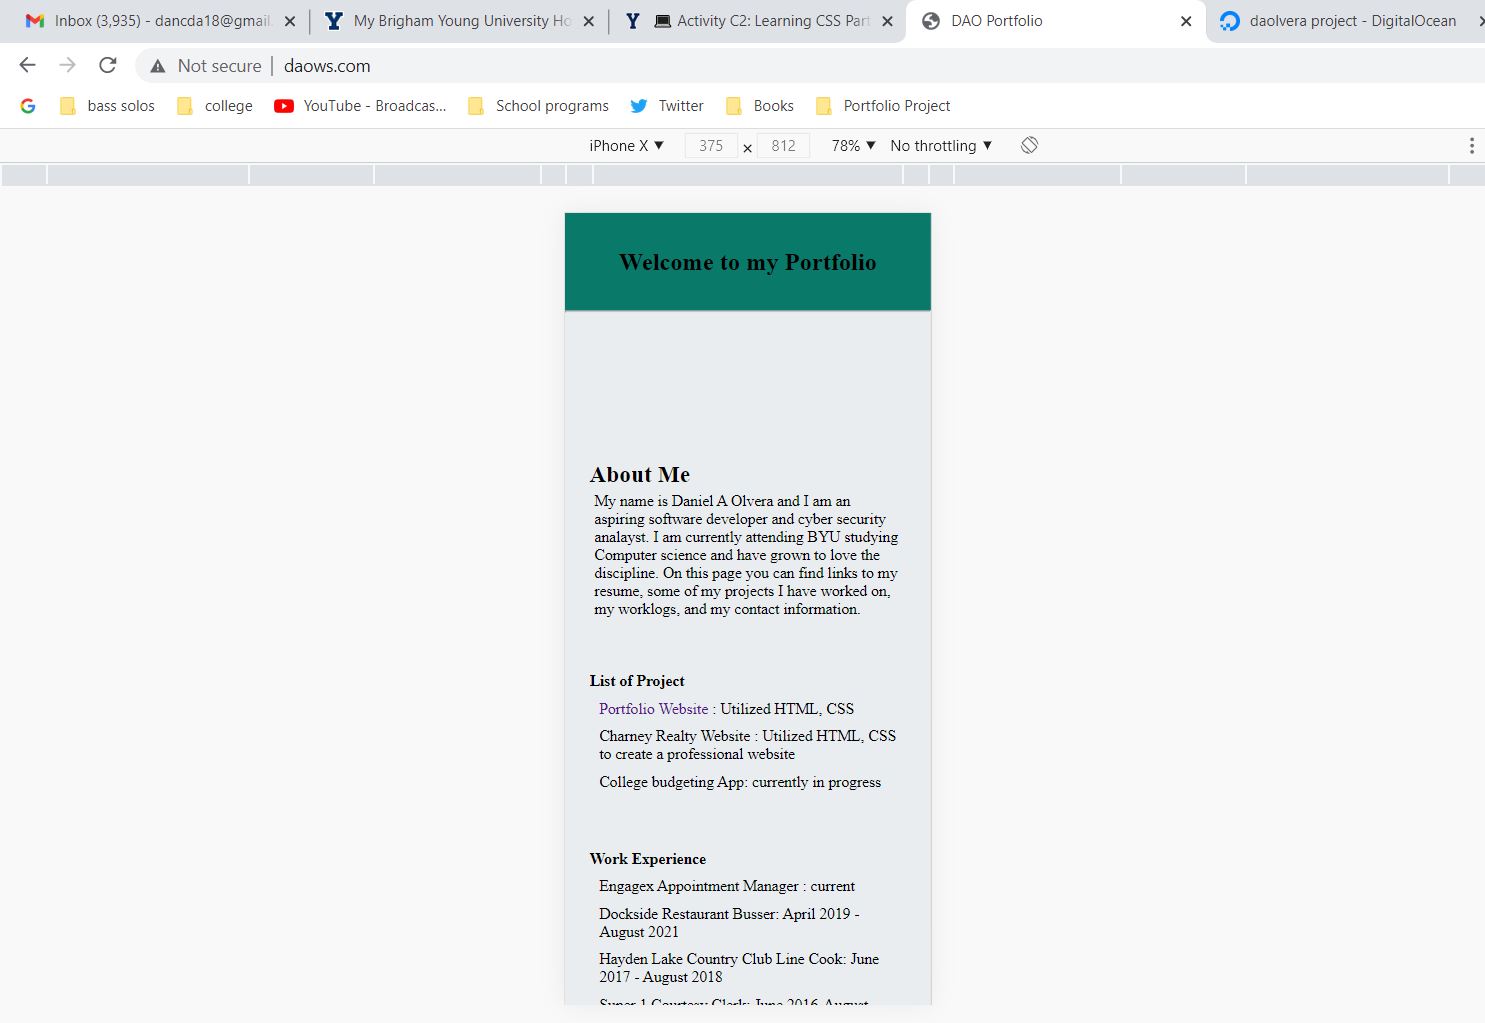 Inbox (3,935) - dancda18@gmail.
My Brigham Young University Ho
Activity C2: Learning CSS Part
DAO Portfolio
daolvera project - DigitalOcean
Not secure | daows.com
bass solos
college
YouTube - Broadcas...
School programs
Twitter
Books
Portfolio Project
iPhone X ▼ 375 × 812 78% ▼ No throttling ▼
Welcome to my Portfolio
About Me
My name is Daniel A Olvera and I am an
aspiring software developer and cyber security
analayst. I am currently attending BYU studying
Computer science and have grown to love the
discipline. On this page you can find links to my
resume, some of my projects I have worked on,
my worklogs, and my contact information.
List of Project
Portfolio Website : Utilized HTML, CSS
Charney Realty Website : Utilized HTML, CSS
to create a professional website
College budgeting App: currently in progress
Work Experience
Engagex Appointment Manager : current
Dockside Restaurant Busser: April 2019 -
August 2021
Hayden Lake Country Club Line Cook: June
2017 - August 2018
Super 1 Courtesy Clerk: June 2016-August